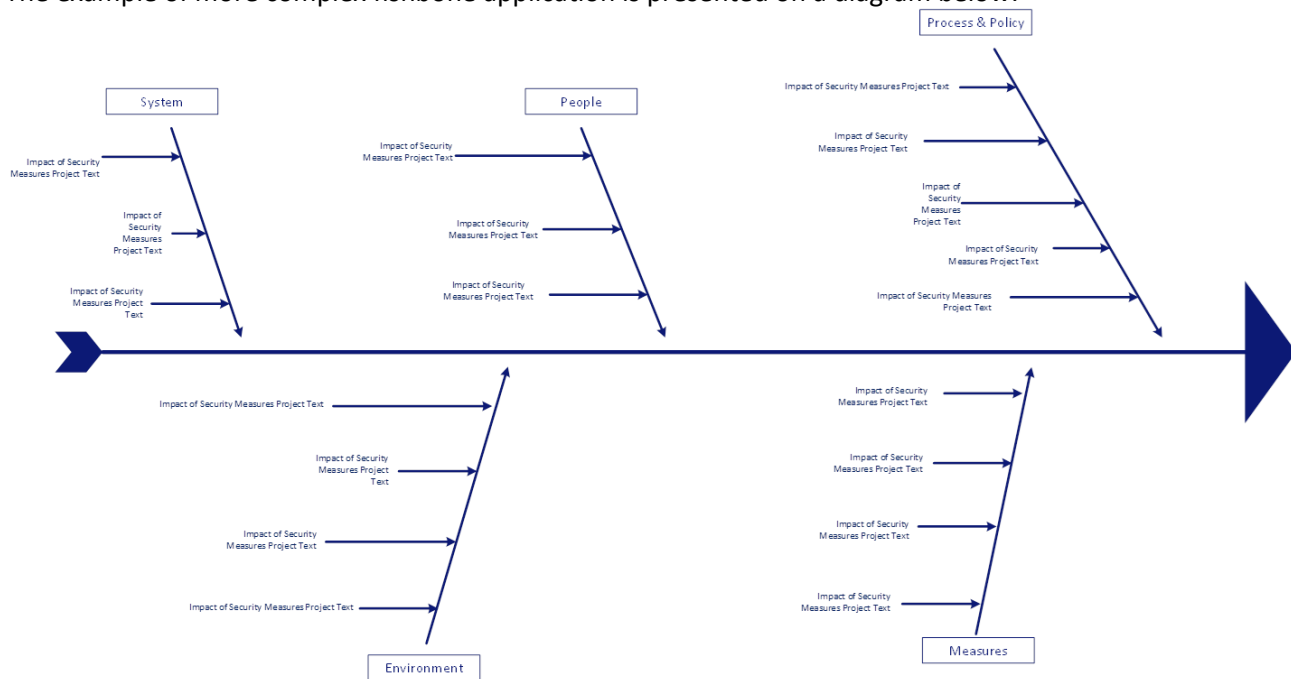 The example of more complex fishbone application is presented on a diagram below:
Process & Policy
System
People
Impact of Security Measures Project Text
Impact of Security
Measures Project Text
Impact of Security
Measures Project Text
Impact of Security
Measures Project Text
Impact of
Security
Measures
Project Text
Impact of Security
Measures Project Text
Impact of
Security
Measures
Project Text
Impact of Security
Measures Project Text
Impact of Security
Measures Project
Text
Impact of Security
Measures Project Text
Impact of Security Measures
Project Text
Impact of Security Measures Project Text
Impact of Security
Measures Project Text
Impact of Security
Measures Project
Text
Impact of Security
Measures Project Text
Impact of Security
Measures Project Text
Impact of Security
Measures Project Text
Impact of Security Measures Project Text
Impact of Security
Measures Project Text
Environment
Measures